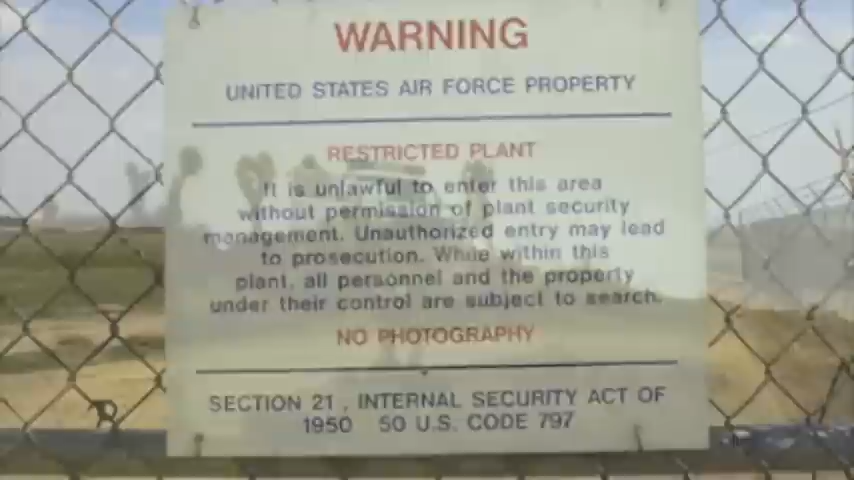 WARNING
UNITED STATES AIR FORCE PROPERTY
RESTRICTED PLANT
It is unlawful to enter this area
without permission of plant security
management. Unauthorized entry may lead
to prosecution. While within this
plant, all personnel and the property
under their control are subject to search.
NO PHOTOGRAPHY
SECTION 21 , INTERNAL SECURITY ACT OF
1950 50 U.S. CODE 797